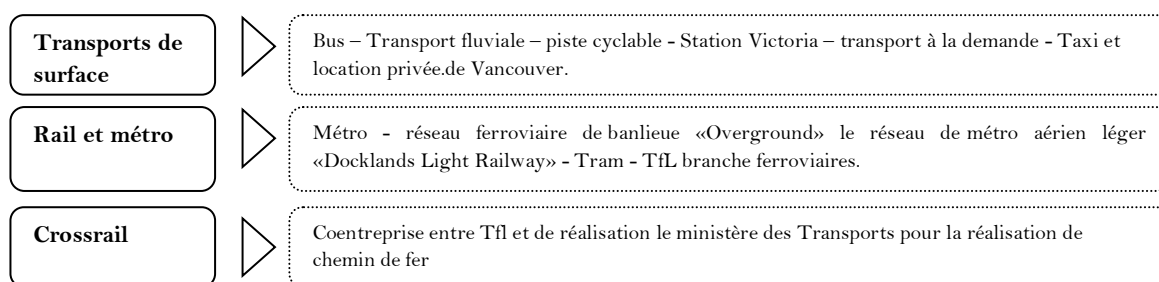 Transports de
surface
Bus – Transport fluviale – piste cyclable - Station Victoria – transport à la demande - Taxi et
location privée.de Vancouver.
Rail et métro
Métro - réseau ferroviaire de banlieue «Overground» le réseau de métro aérien léger
«Docklands Light Railway» - Tram - TfL branche ferroviaires.
Crossrail
Coentreprise entre Tfl et de réalisation le ministère des Transports pour la réalisation de
chemin de fer